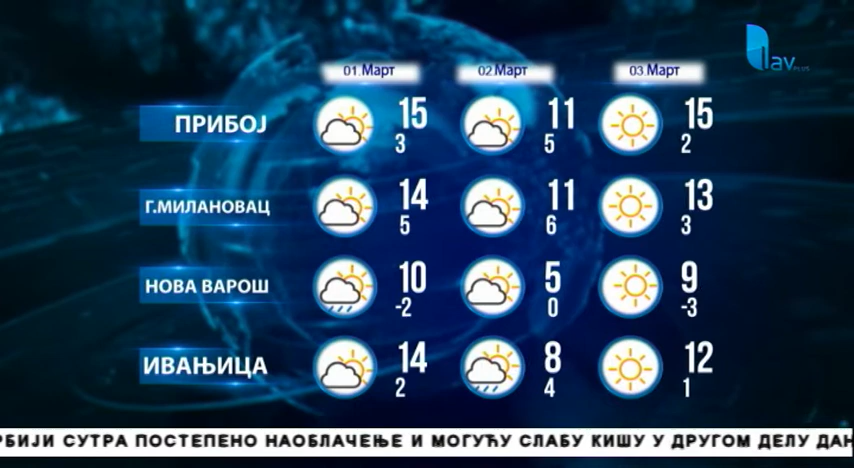 lav
PLUS
01.Март 02.Март 03.Март
ПРИБОЈ 15 3 11 5 15 2
Г.МИЛАНОВАЦ 14 5 11 6 13 3
НОВА ВАРОШ 10 -2 5 0 9 -3
ИВАЊИЦА 14 2 8 4 12 1
РБИЈИ СУТРА ПОСТЕПЕНО НАОБЛАЧЕЊЕ И МОГУЋУ СЛАБУ КИШУ У ДРУГОМ ДЕЛУ ДАН